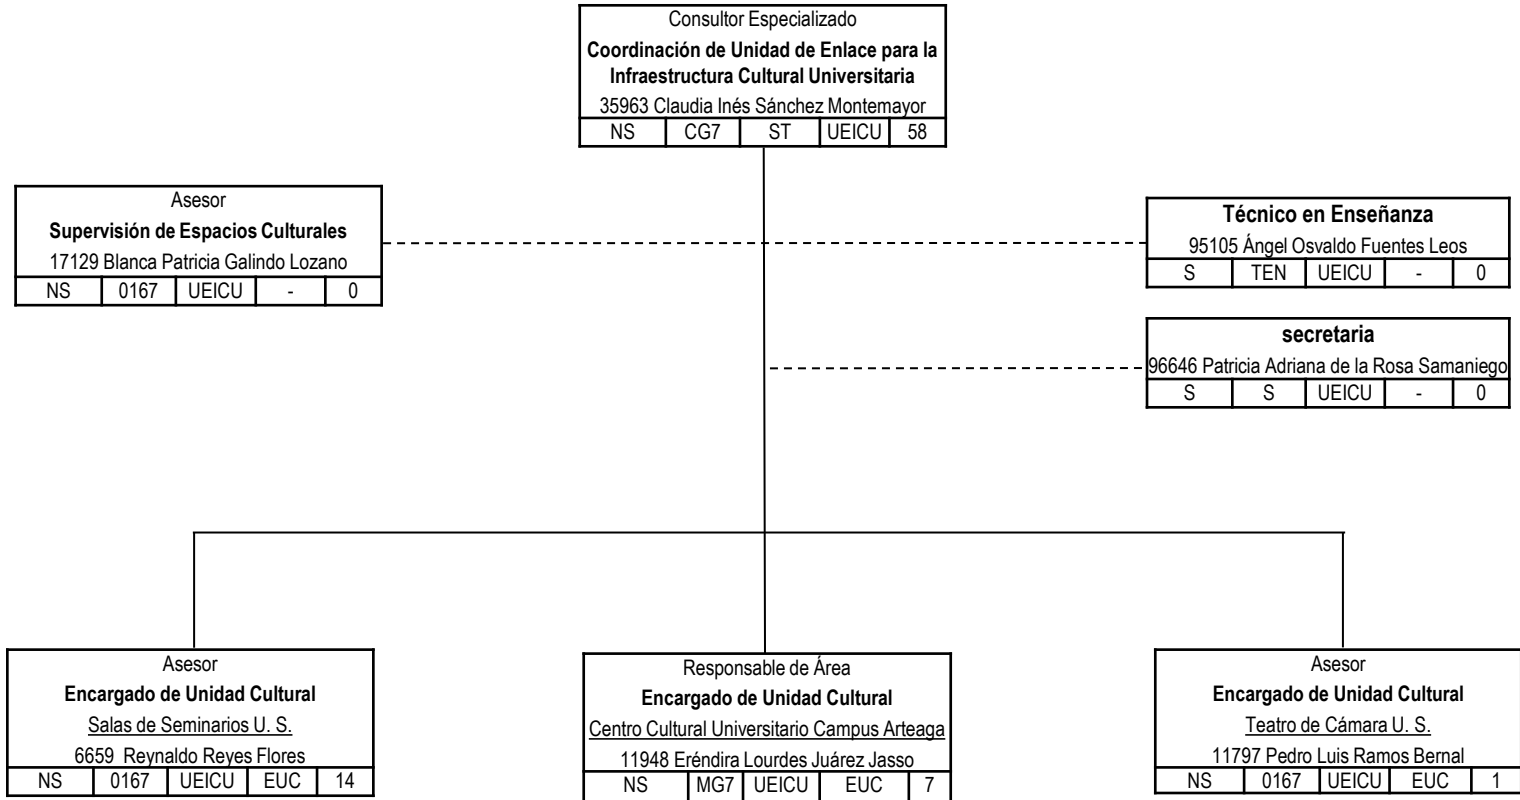 Consultor Especializado
Coordinación de Unidad de Enlace para la
Infraestructura Cultural Universitaria
35963 Claudia Inés Sánchez Montemayor
NS CG7 ST UEICU 58
Asesor
Supervisión de Espacios Culturales
17129 Blanca Patricia Galindo Lozano
NS 0167 UEICU - 0
Técnico en Enseñanza
95105 Ángel Osvaldo Fuentes Leos
S TEN UEICU - 0
secretaria
96646 Patricia Adriana de la Rosa Samaniego
S S UEICU - 0
Asesor
Encargado de Unidad Cultural
Salas de Seminarios U. S.
6659 Reynaldo Reyes Flores
NS 0167 UEICU EUC 14
Responsable de Área
Encargado de Unidad Cultural
Centro Cultural Universitario Campus Arteaga
11948 Eréndira Lourdes Juárez Jasso
NS MG7 UEICU EUC 7
Asesor
Encargado de Unidad Cultural
Teatro de Cámara U. S.
11797 Pedro Luis Ramos Bernal
NS 0167 UEICU EUC 1